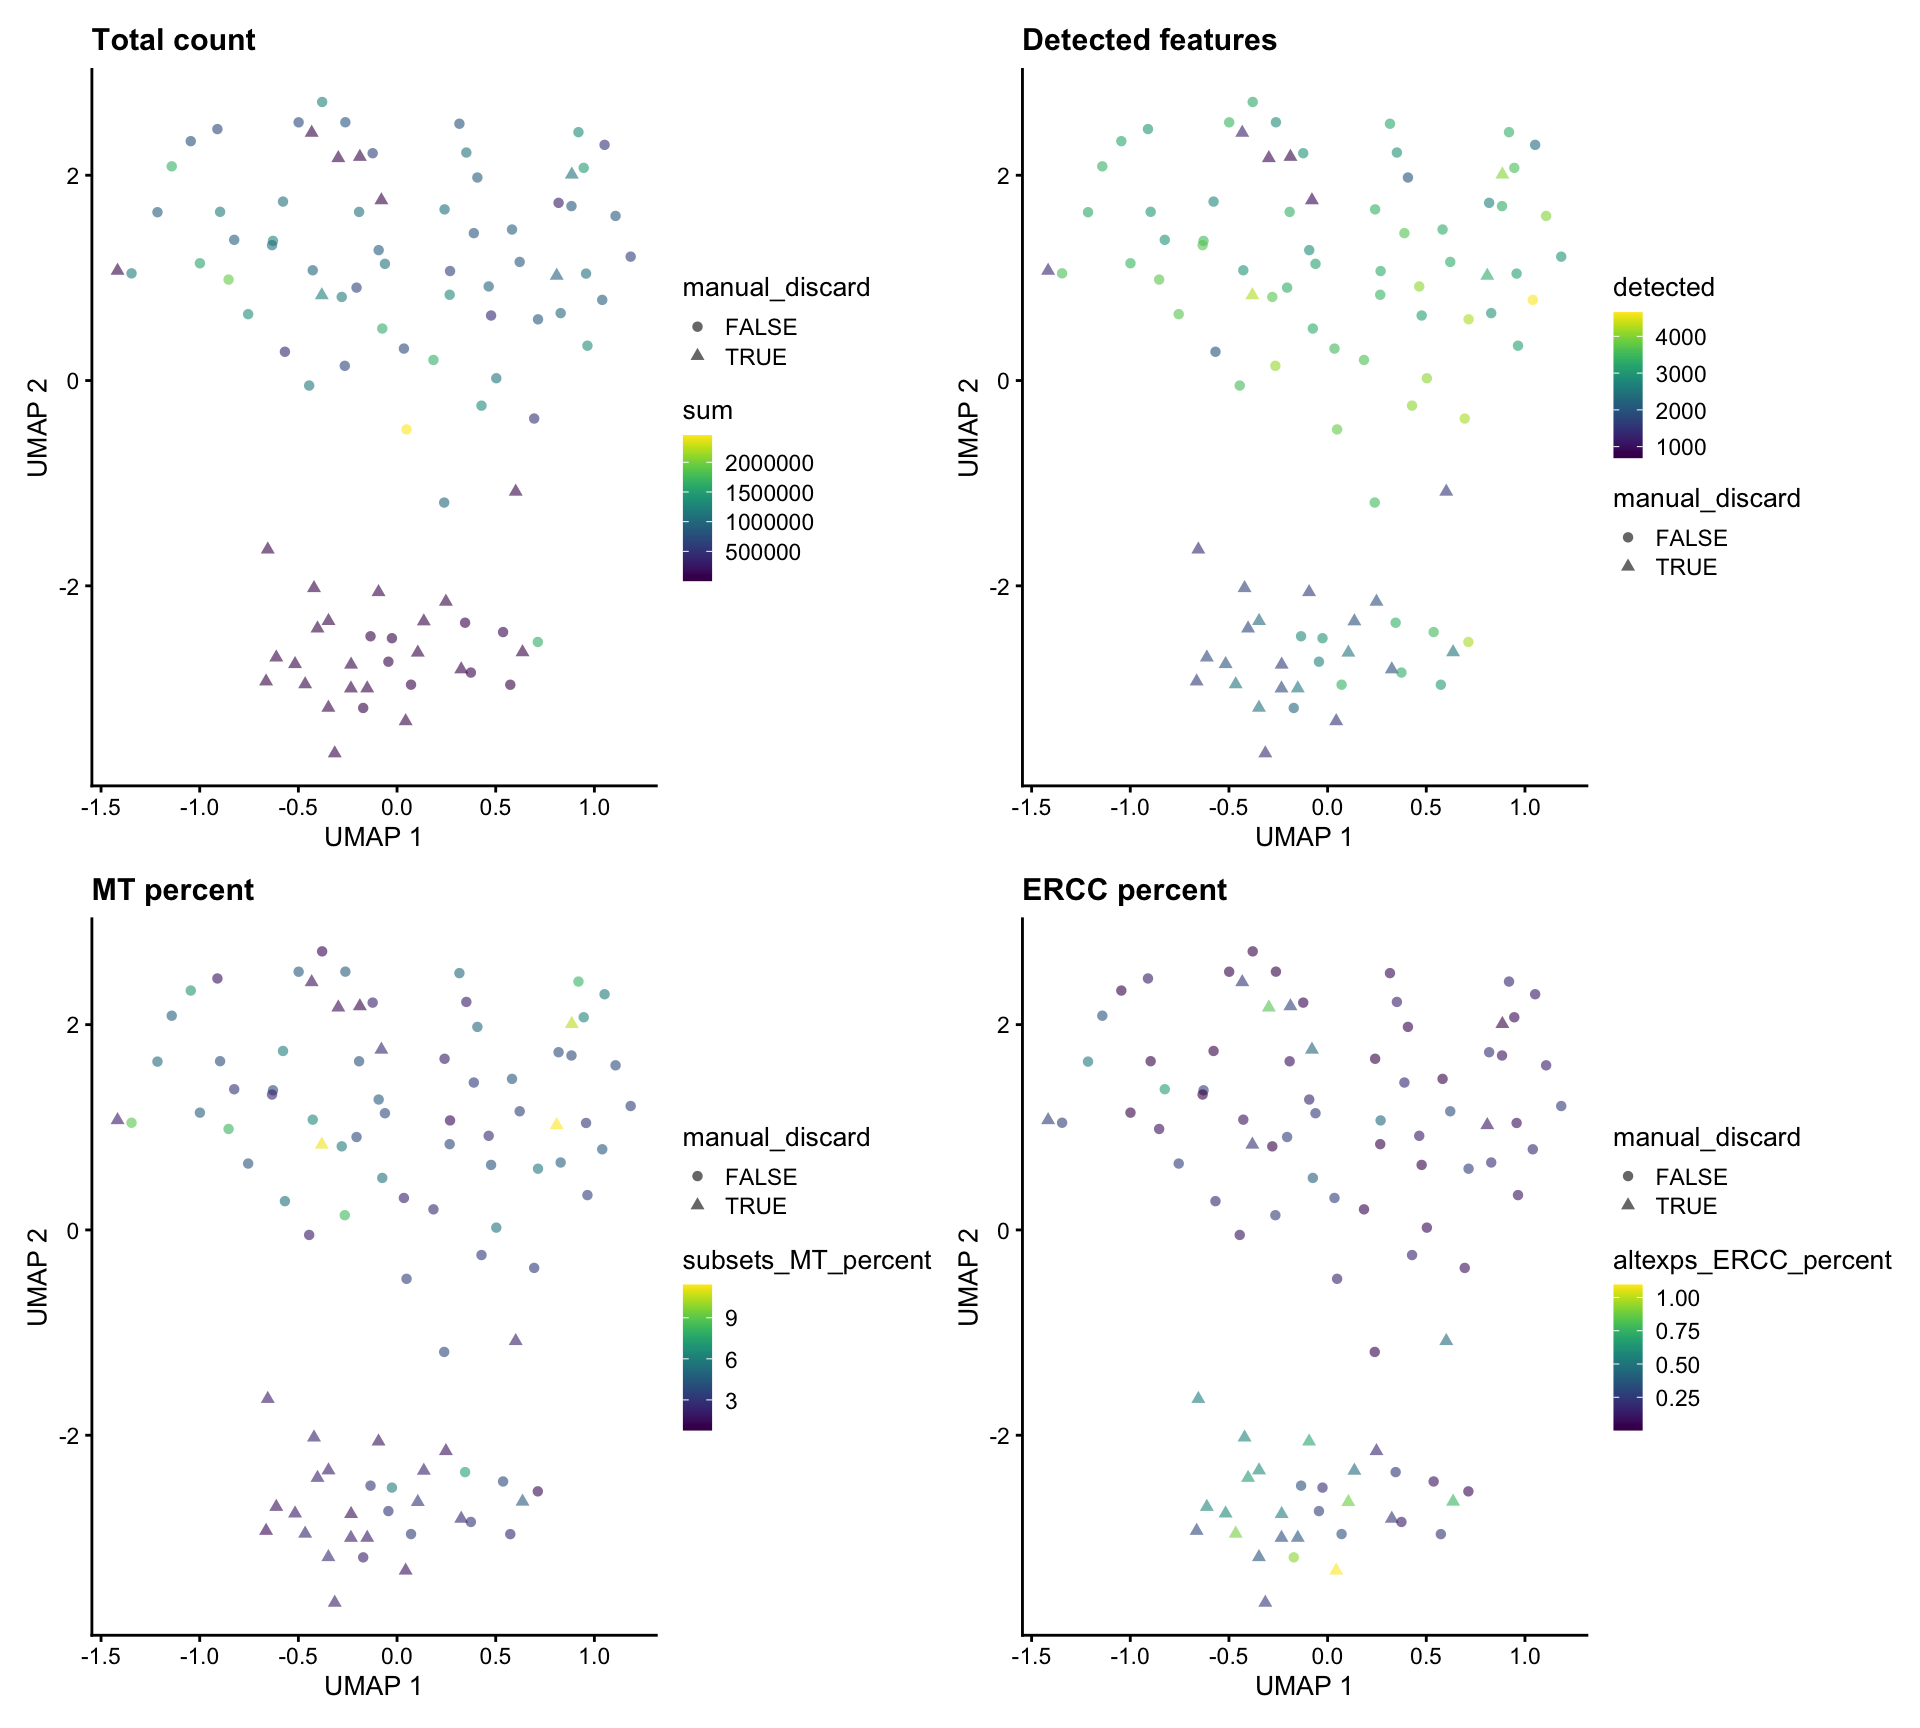 Total count
2
0
-2
UMAP 2
-1.5 -1.0 -0.5 0.0 0.5 1.0
UMAP 1
manual_discard
FALSE
TRUE
sum
2000000
1500000
1000000
500000
Detected features
2
0
-2
UMAP 2
-1.5 -1.0 -0.5 0.0 0.5 1.0
UMAP 1
detected
4000
3000
2000
1000
manual_discard
FALSE
TRUE
MT percent
2
0
-2
UMAP 2
-1.5 -1.0 -0.5 0.0 0.5 1.0
UMAP 1
manual_discard
FALSE
TRUE
subsets_MT_percent
9
6
3
ERCC percent
2
0
-2
UMAP 2
-1.5 -1.0 -0.5 0.0 0.5 1.0
UMAP 1
manual_discard
FALSE
TRUE
altexps_ERCC_percent
1.00
0.75
0.50
0.25